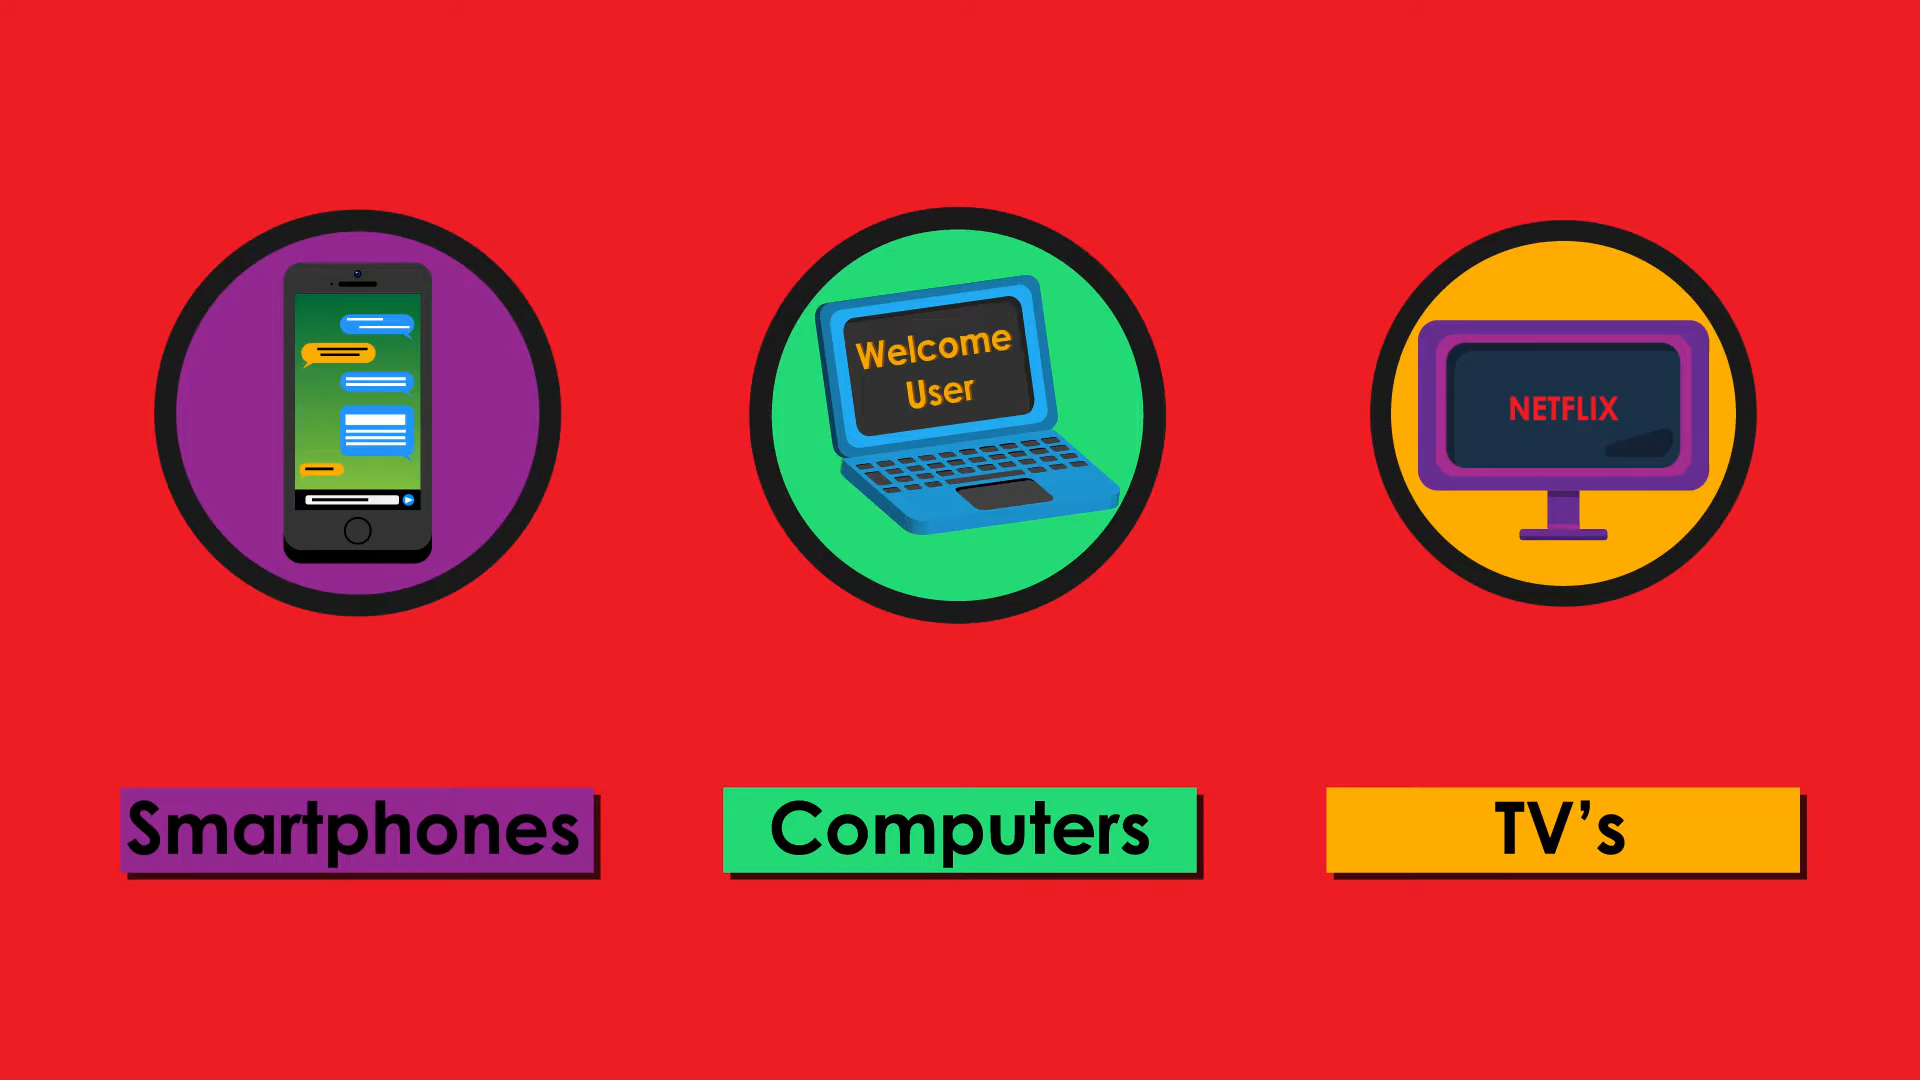 Welcome
User
NETFLIX
Smartphones
Computers
TV’s